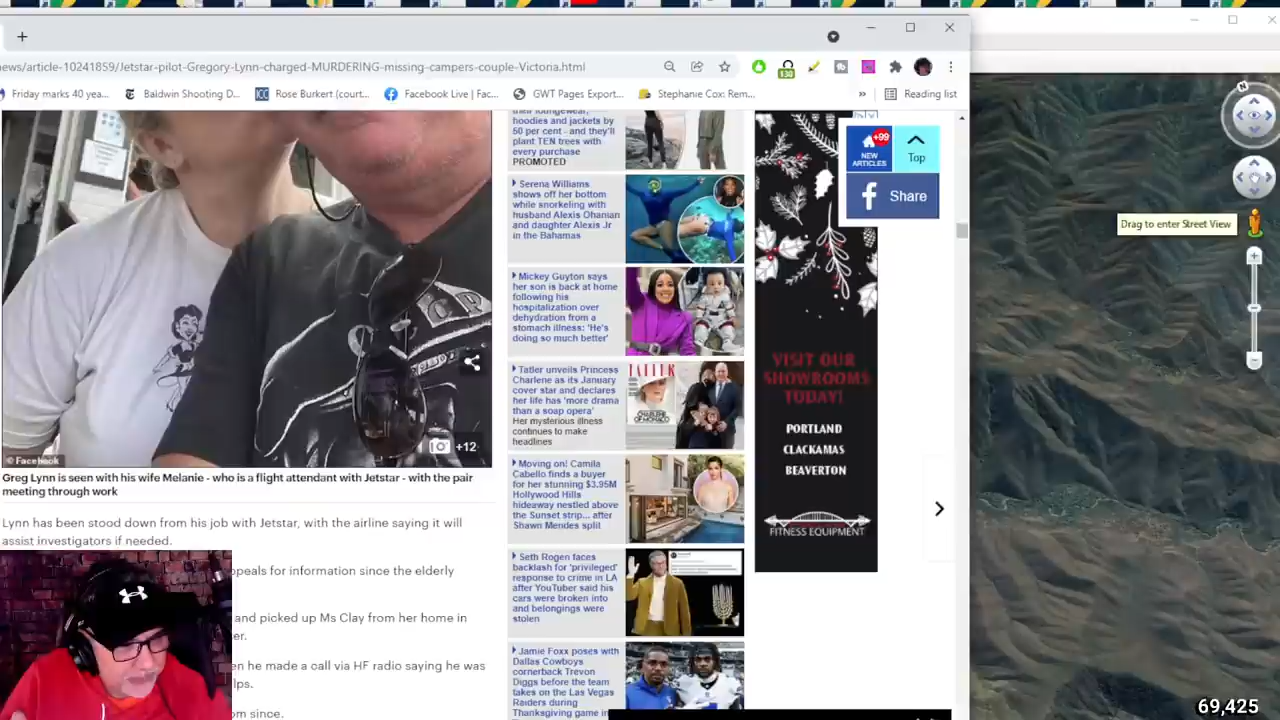 ews/article-10241859/Jetstar-pilot-Gregory-Lynn-charged-MURDERING-missing-campers-couple-Victoria.html
130
Friday marks 40 yea...
Baldwin Shooting D...
Rose Burkert (court...
Facebook Live | Fac...
GWT Pages Export...
Stephanie Cox: Rem...
»
Reading list
their loungewear,
hoodies and jackets by
50 per cent - and they'll
plant TEN trees with
every purchase
PROMOTED
Serena Williams
shows off her bottom
while snorkeling with
husband Alexis Ohanian
and daughter Alexis Jr
in the Bahamas
Mickey Guyton says
her son is back at home
following his
hospitalization over
dehydration from a
stomach illness: 'He's
doing so much better'
Tatler unveils Princess
Charlene as its January
cover star and declares
her life has 'more drama
than a soap opera'
Her mysterious illness
continues to make
headlines
TATLER
CHARLENE
Moving on! Camila
Cabello finds a buyer
for her stunning $3.95M
Hollywood Hills
hideaway nestled above
the Sunset strip... after
Shawn Mendes split
Seth Rogen faces
backlash for 'privileged'
response to crime in LA
after YouTuber said his
cars were broken into
and belongings were
stolen
Jamie Foxx poses with
Dallas Cowboys
cornerback Trevon
Diggs before the team
takes on the Las Vegas
Raiders during
Thanksgiving game in
+99
NEW
ARTICLES
Top
Share
VISIT OUR
SHOWROOMS
TODAY!
PORTLAND
CLACKAMAS
BEAVERTON
FITNESS EQUIPMENT
N
Drag to enter Street View
+12
© Facebook
Greg Lynn is seen with his wife Melanie - who is a flight attendant with Jetstar - with the pair
meeting through work
Lynn has been stood down from his job with Jetstar, with the airline saying it will
assist investigators if needed.
ppeals for information since the elderly
and picked up Ms Clay from her home in
er.
en he made a call via HF radio saying he was
lps.
om since.
69,425